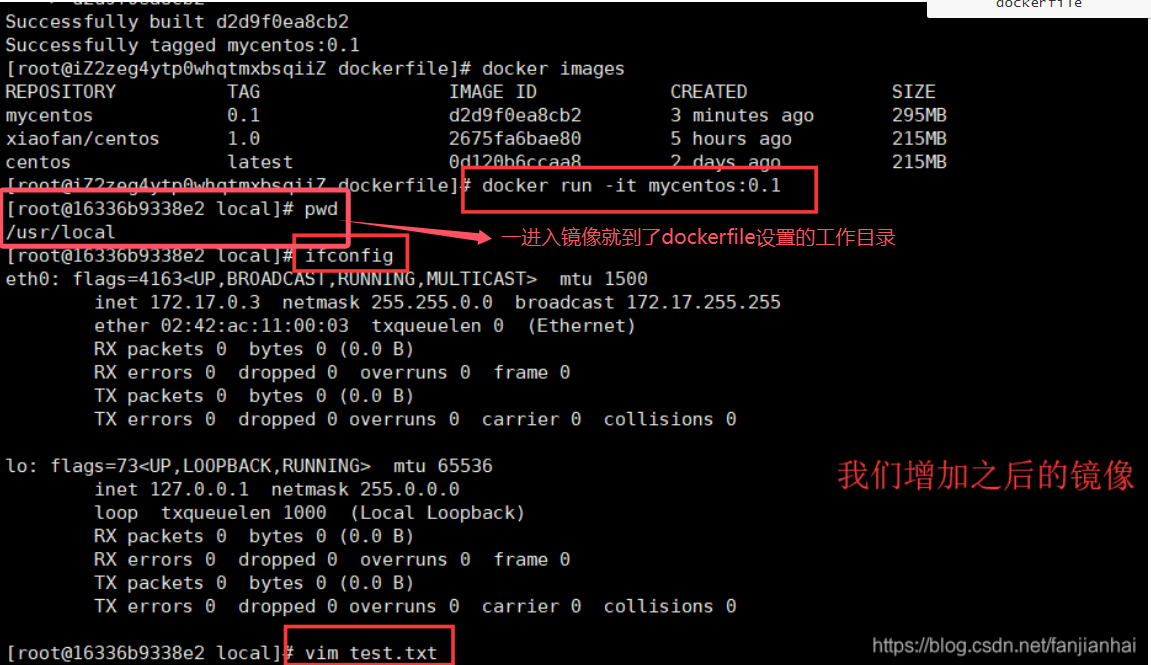 dockerfile
Successfully built d2d9f0ea8cb2
Successfully tagged mycentos:0.1
[root@iZ2zeg4ytp0whqtmxbsqiiZ dockerfile]# docker images
REPOSITORY TAG IMAGE ID CREATED SIZE
mycentos 0.1 d2d9f0ea8cb2 3 minutes ago 295MB
xiaofan/centos 1.0 2675fa6bae80 5 hours ago 215MB
centos latest 0d120b6ccaa8 2 days ago 215MB
[root@iZ2zeg4ytp0whqtmxbsqiiZ dockerfile]# docker run -it mycentos:0.1
[root@16336b9338e2 local]# pwd
/usr/local
一进入镜像就到了dockerfile设置的工作目录
[root@16336b9338e2 local]# ifconfig
eth0: flags=4163<UP,BROADCAST,RUNNING,MULTICAST> mtu 1500
inet 172.17.0.3 netmask 255.255.0.0 broadcast 172.17.255.255
ether 02:42:ac:11:00:03 txqueuelen 0 (Ethernet)
RX packets 0 bytes 0 (0.0 B)
RX errors 0 dropped 0 overruns 0 frame 0
TX packets 0 bytes 0 (0.0 B)
TX errors 0 dropped 0 overruns 0 carrier 0 collisions 0
lo: flags=73<UP,LOOPBACK,RUNNING> mtu 65536
inet 127.0.0.1 netmask 255.0.0.0
我们增加之后的镜像
loop txqueuelen 1000 (Local Loopback)
RX packets 0 bytes 0 (0.0 B)
RX errors 0 dropped 0 overruns 0 frame 0
TX packets 0 bytes 0 (0.0 B)
TX errors 0 dropped 0 overruns 0 carrier 0 collisions 0
[root@16336b9338e2 local]# vim test.txt
https://blog.csdn.net/fanjianhai